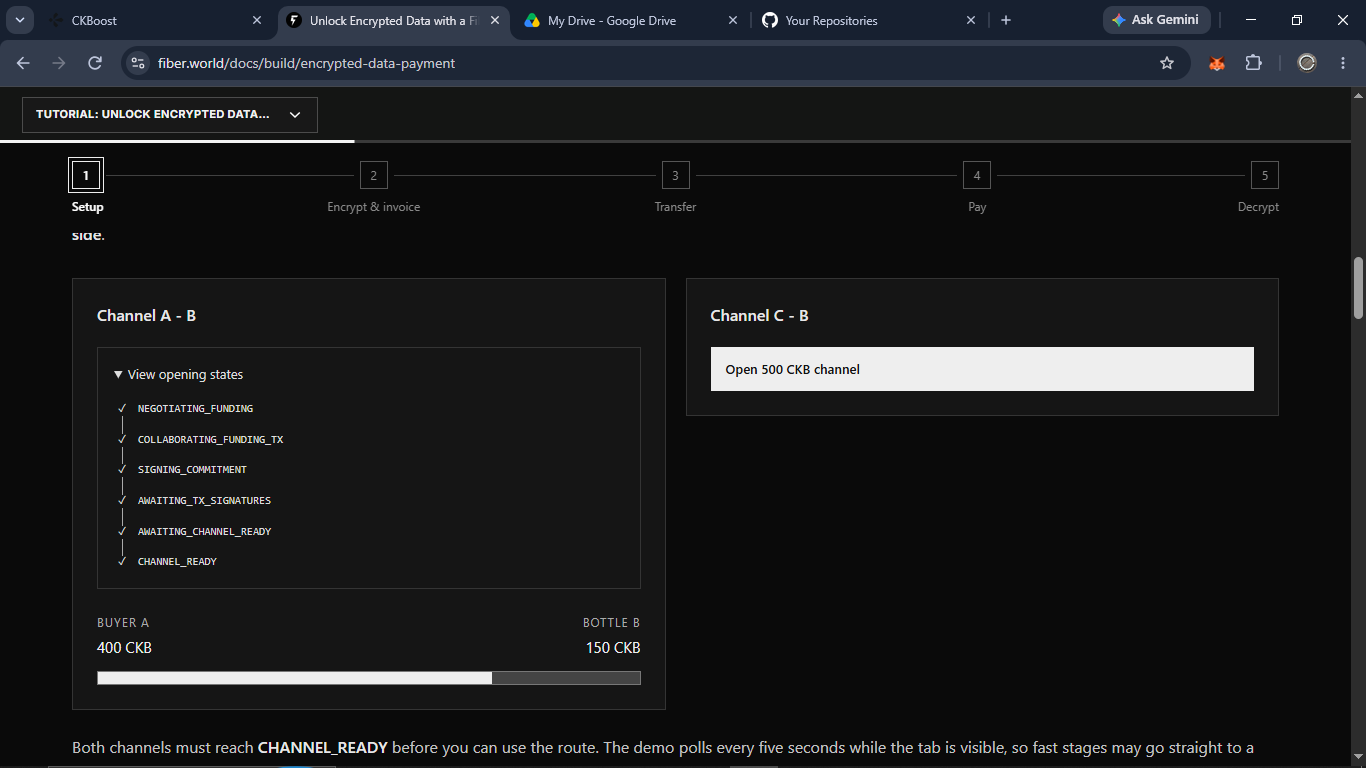 CKBoost
Unlock Encrypted Data with a Fi
My Drive - Google Drive
Your Repositories
Ask Gemini
fiber.world/docs/build/encrypted-data-payment
TUTORIAL: UNLOCK ENCRYPTED DATA...
1
2
3
4
5
Setup
Encrypt & invoice
Transfer
Pay
Decrypt
side.
Channel A - B
View opening states
NEGOTIATING_FUNDING
COLLABORATING_FUNDING_TX
SIGNING_COMMITMENT
AWAITING_TX_SIGNATURES
AWAITING_CHANNEL_READY
CHANNEL_READY
BUYER A
BOTTLE B
400 CKB
150 CKB
Channel C - B
Open 500 CKB channel
Both channels must reach CHANNEL_READY before you can use the route. The demo polls every five seconds while the tab is visible, so fast stages may go straight to a